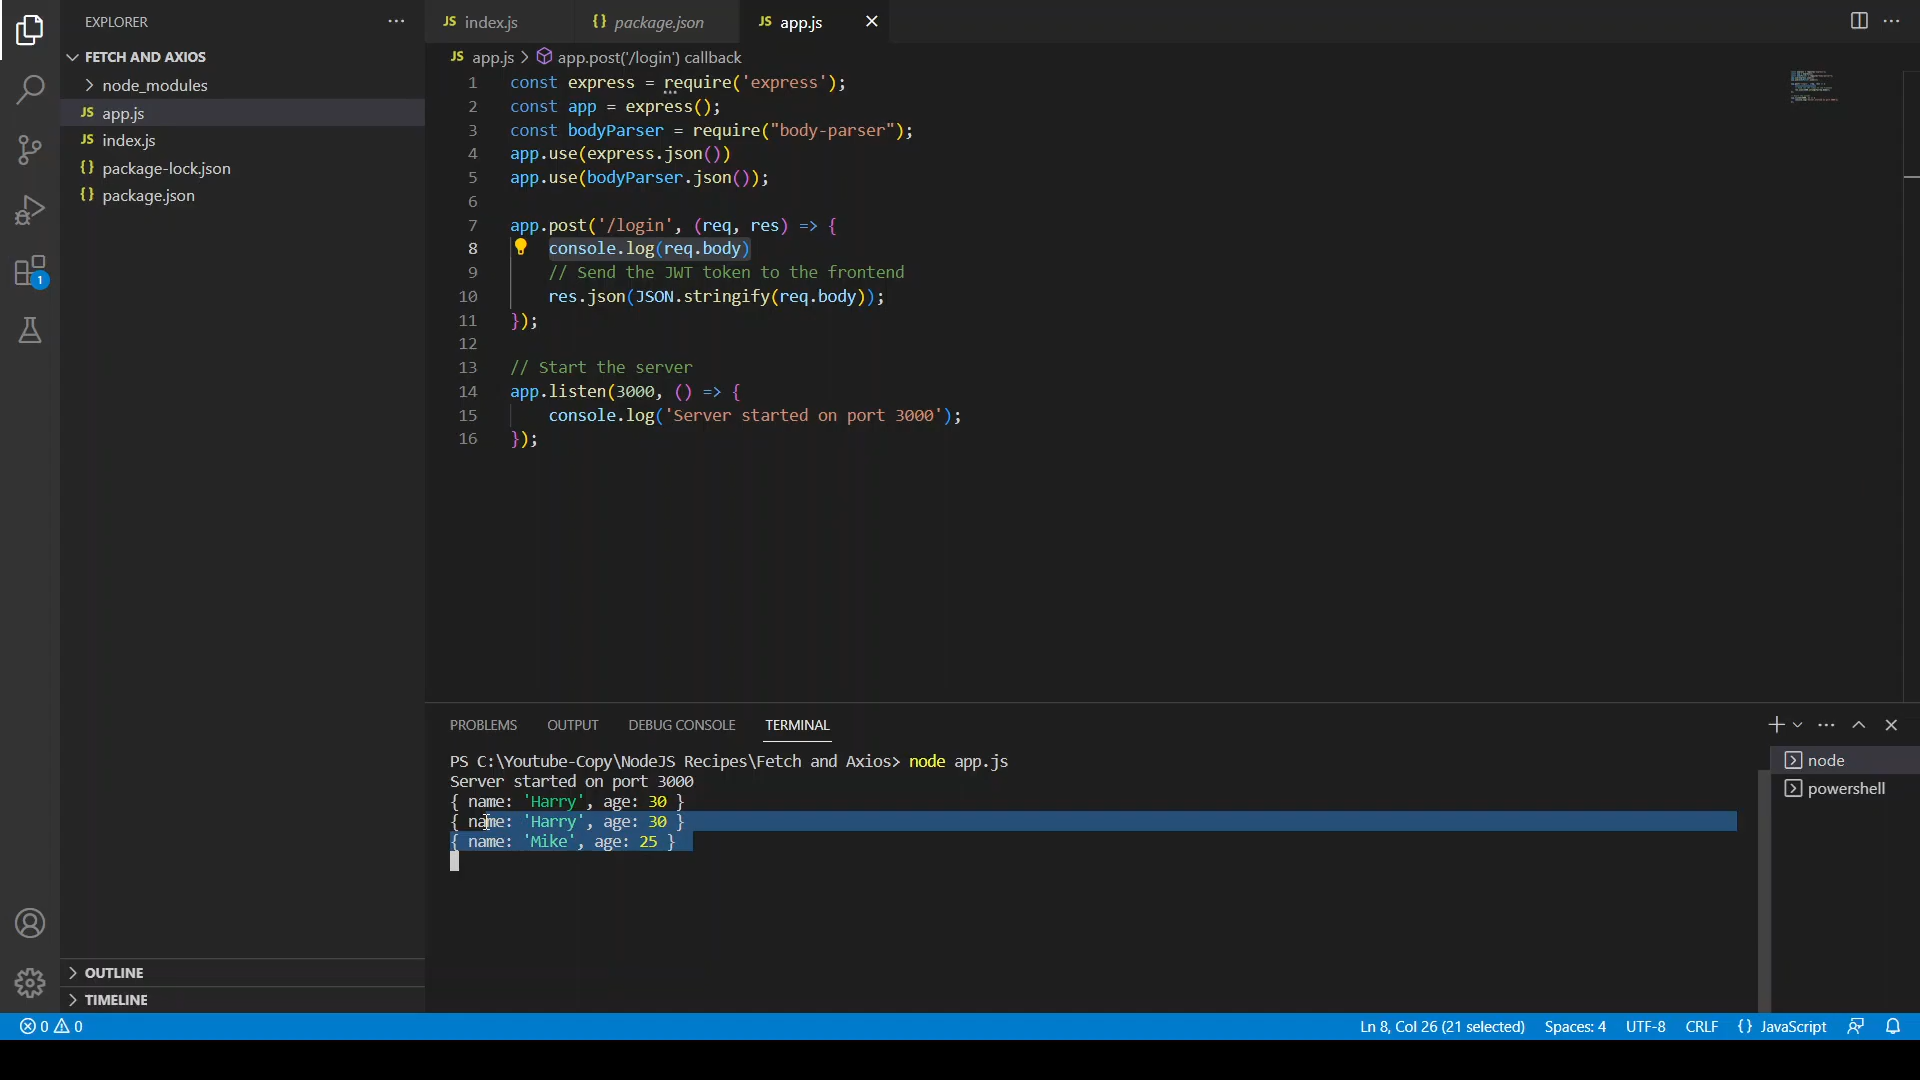 EXPLORER
FETCH AND AXIOS
node_modules
JS app.js
JS index.js
{} package-lock.json
{} package.json
OUTLINE
TIMELINE
1
JS index.js
{} package.json
JS app.js
JS app.js > app.post('/login') callback
1 const express = require('express');
2 const app = express();
3 const bodyParser = require("body-parser");
4 app.use(express.json())
5 app.use(bodyParser.json());
6
7 app.post('/login', (req, res) => {
8 console.log(req.body)
9 // Send the JWT token to the frontend
10 res.json(JSON.stringify(req.body));
11 });
12
13 // Start the server
14 app.listen(3000, () => {
15 console.log('Server started on port 3000');
16 });
PROBLEMS OUTPUT DEBUG CONSOLE TERMINAL
PS C:\Youtube-Copy\NodeJS Recipes\Fetch and Axios> node app.js
Server started on port 3000
{ name: 'Harry', age: 30 }
{ name: 'Harry', age: 30 }
{ name: 'Mike', age: 25 }
node
powershell
0 0
Ln 8, Col 26 (21 selected) Spaces: 4 UTF-8 CRLF {} JavaScript